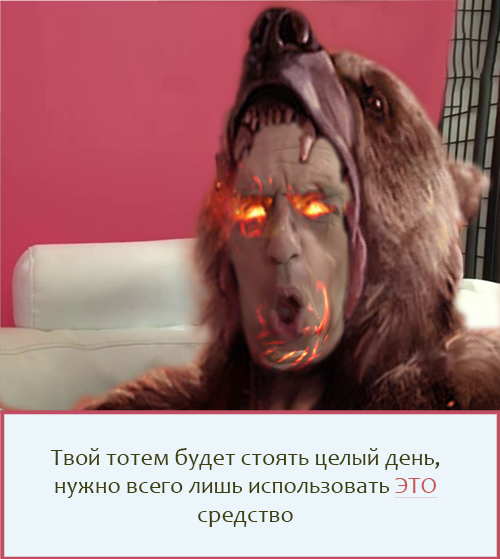 Твой тотем будет стоять целый день,
нужно всего лишь использовать ЭТО
средство